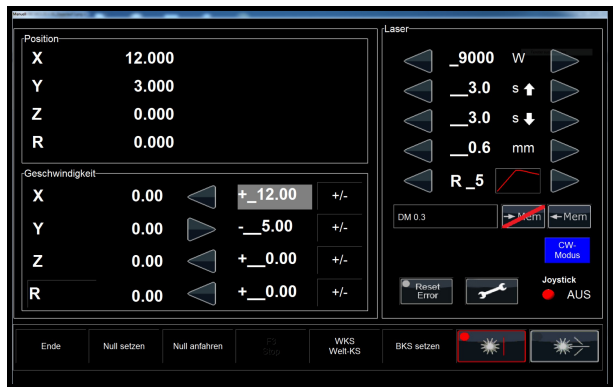 Manuell
Position
X 12.000
Y 3.000
Z 0.000
R 0.000
Geschwindigkeit
X 0.00 +_12.00 +/-
Y 0.00 -__5.00 +/-
Z 0.00 +__0.00 +/-
R 0.00 +__0.00 +/-
Laser
_9000 W
__3.0 s
__3.0 s
__0.6 mm
R _5
DM 0.3 Mem Mem
CW-
Modus
Reset
Error
Joystick
AUS
Ende
Null setzen
Null anfahren
Stop
WKS
Welt-KS
BKS setzen